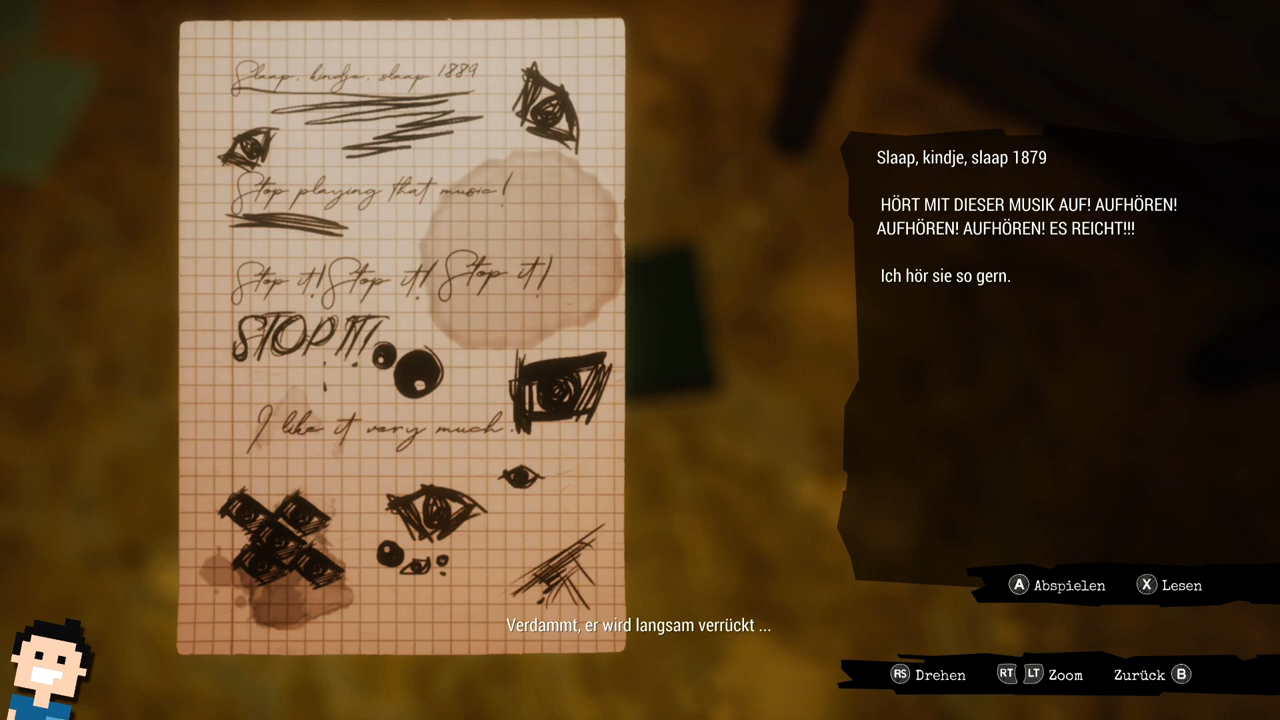 Slaap, kindje, slaap 1889
Stop playing that music!
Stop it! Stop it! Stop it!
STOP IT!
I like it very much.
Slaap, kindje, slaap 1879
HÖRT MIT DIESER MUSIK AUF! AUFHÖREN!
AUFHÖREN! AUFHÖREN! ES REICHT!!!
Ich hör sie so gern.
A Abspielen X Lesen
Verdammt, er wird langsam verrückt ...
RS Drehen RT LT Zoom Zurück B